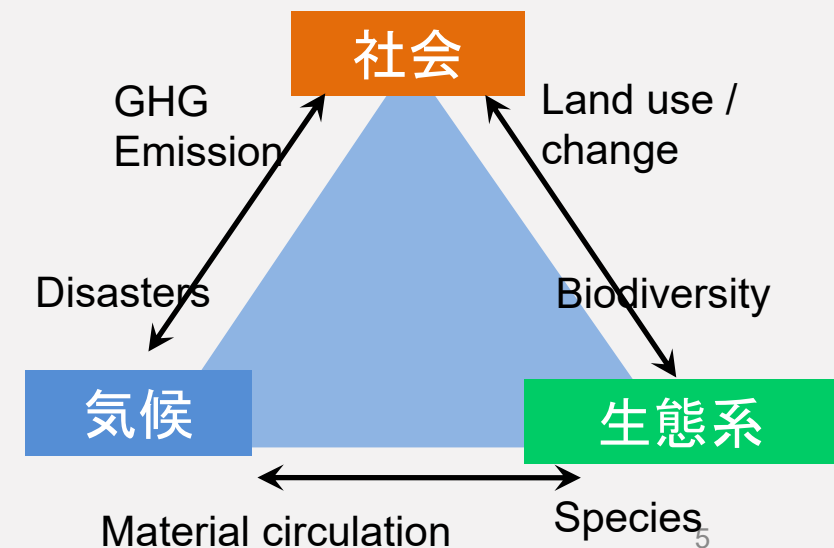 社会
GHG
Emission
Land use /
change
Disasters
Biodiversity
気候
生態系
Material circulation
Species
5